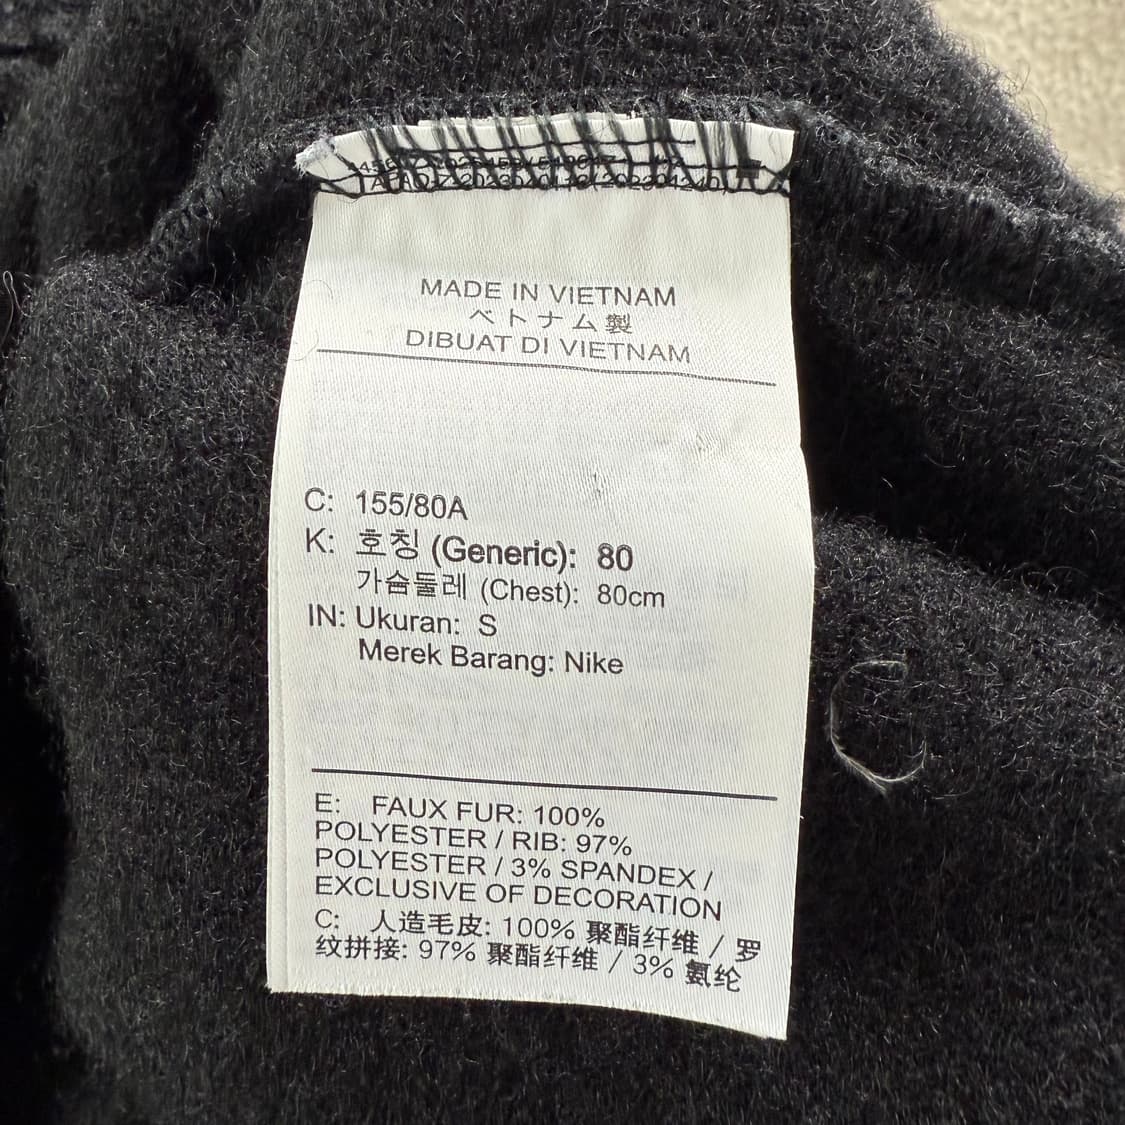 MADE IN VIETNAM
ベトナム製
DIBUAT DI VIETNAM
C: 155/80A
K: 호칭 (Generic): 80
가슴둘레 (Chest): 80cm
IN: Ukuran: S
Merek Barang: Nike
E: FAUX FUR: 100%
POLYESTER / RIB: 97%
POLYESTER / 3% SPANDEX /
EXCLUSIVE OF DECORATION
C: 人造毛皮: 100% 聚酯纤维 / 罗
纹拼接: 97% 聚酯纤维 / 3% 氨纶